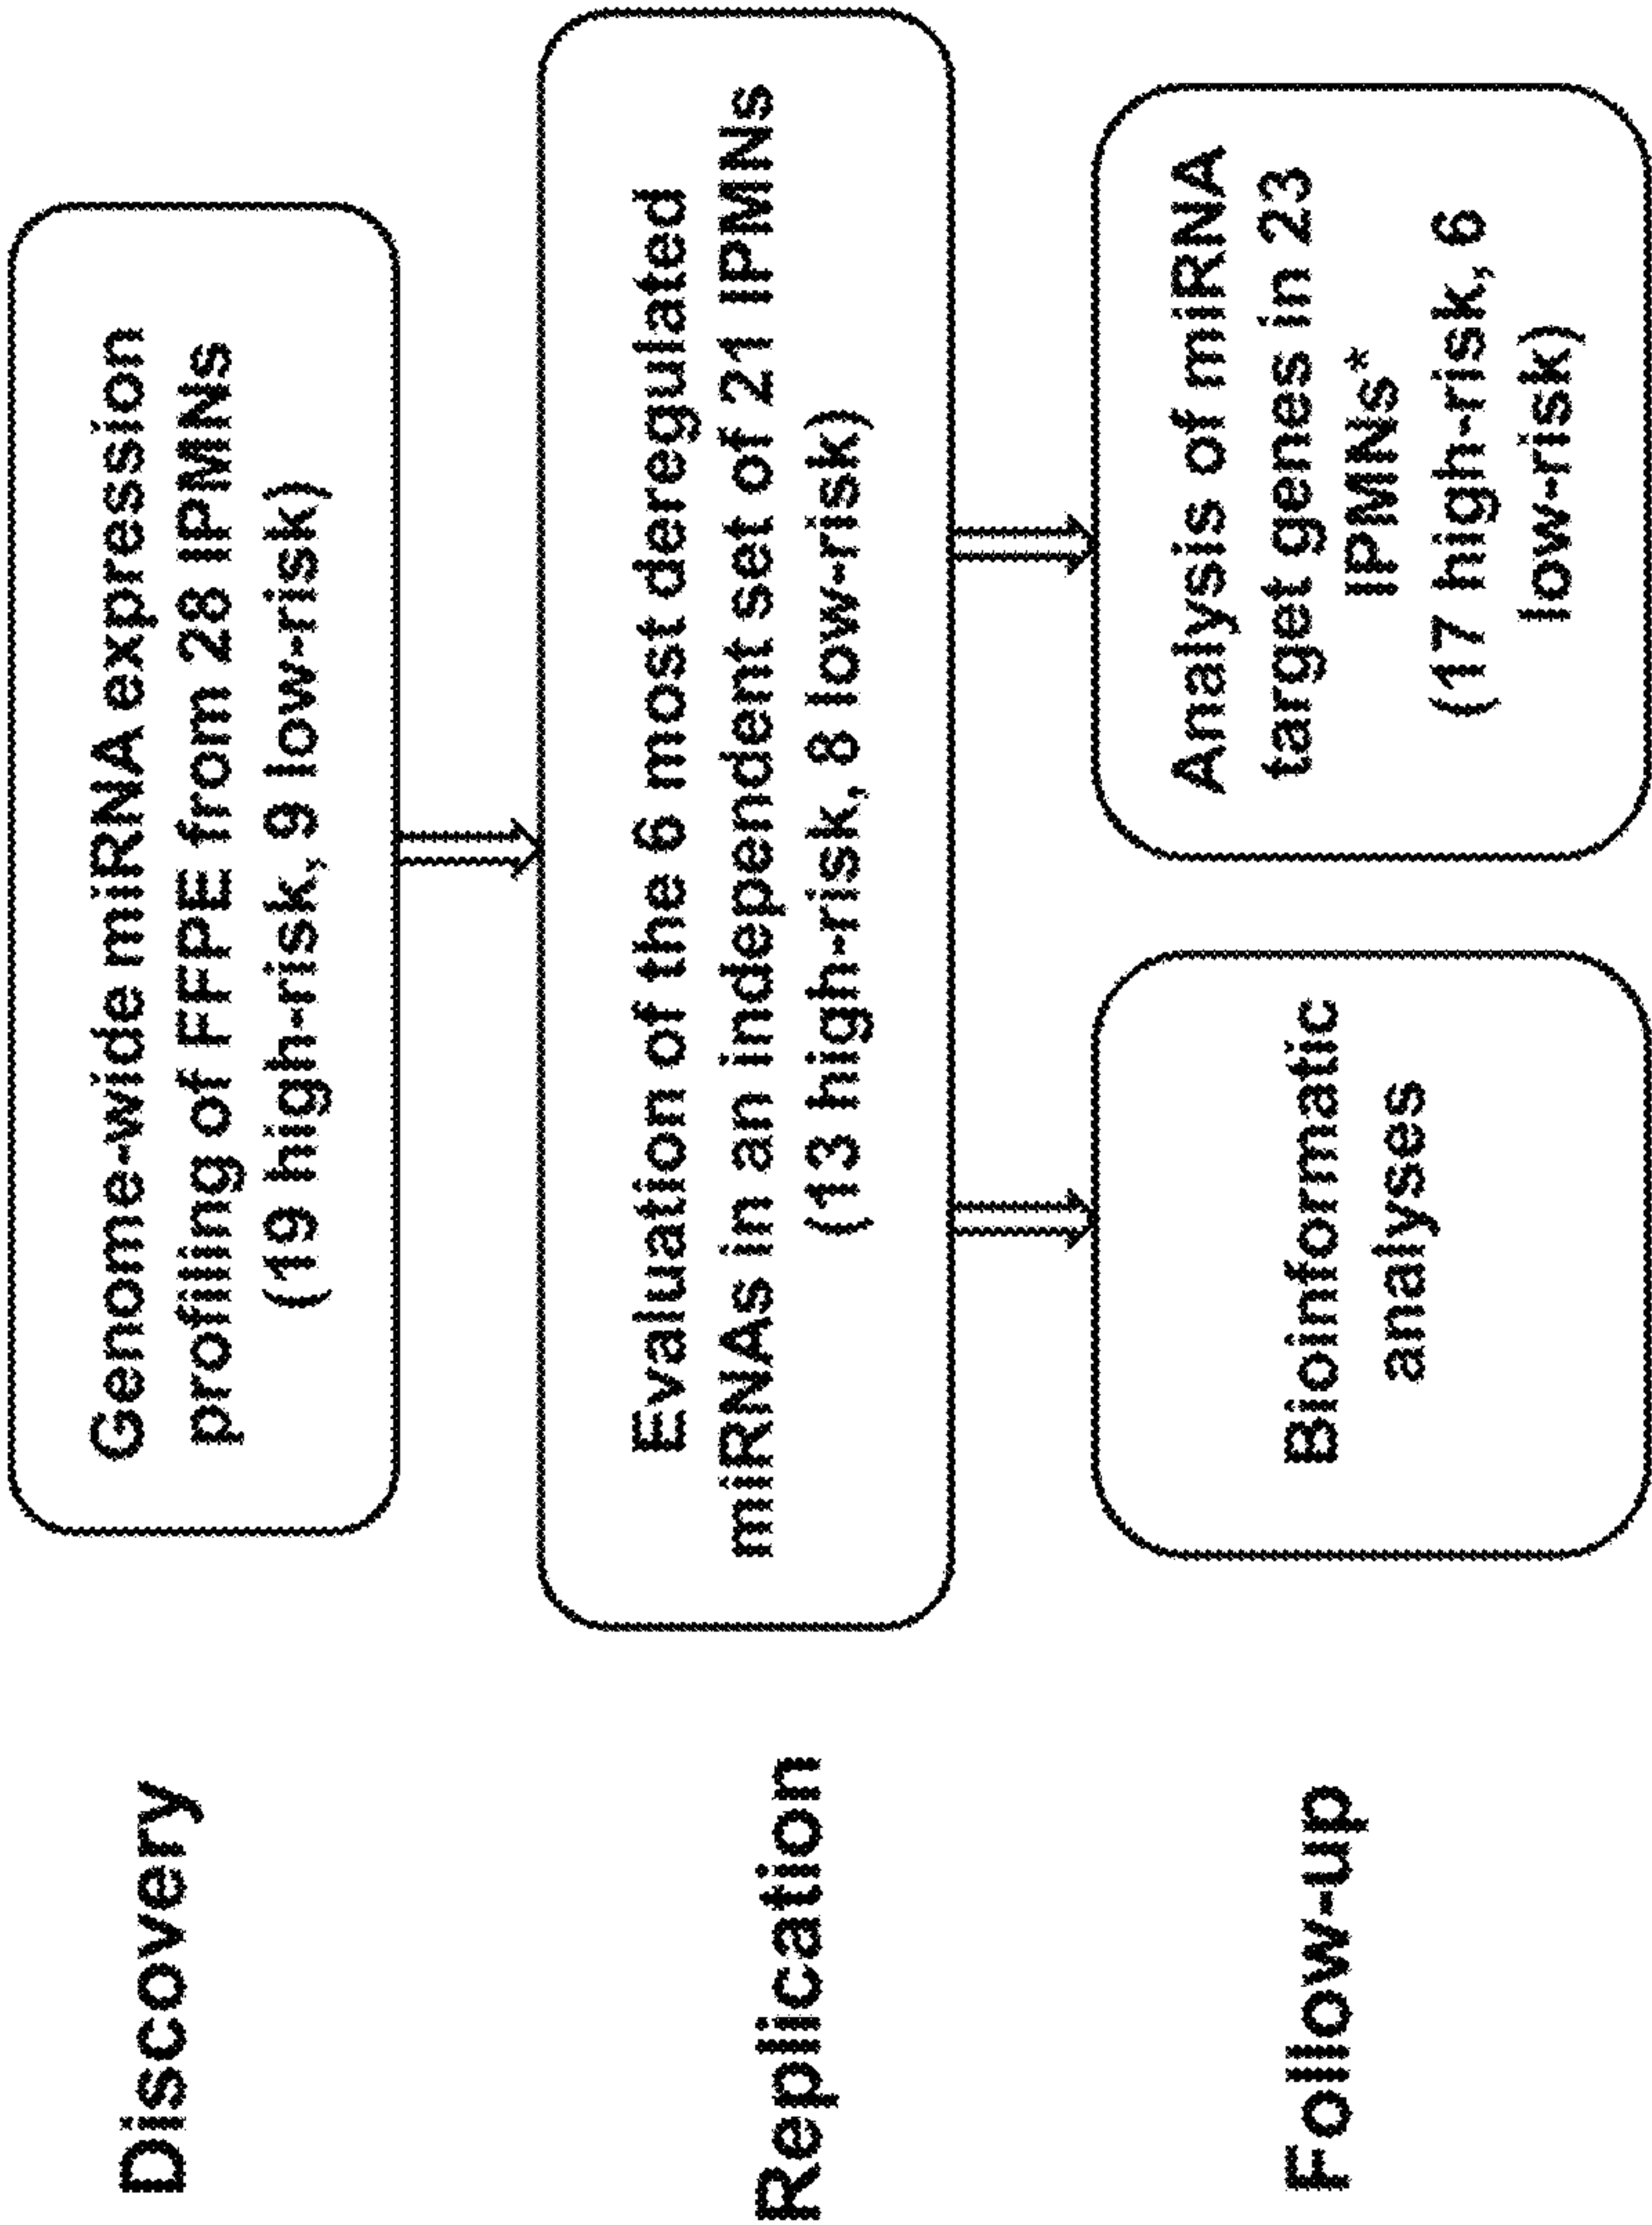 Discovery
Genome-wide miRNA expression
profiling of FFPE from 28 IPMNs
(19 high-risk, 9 low-risk)
Replication
Evaluation of the 6 most deregulated
miRNAs in an independent set of 21 IPMNs
(13 high-risk, 8 low-risk)
Follow-up
Bioinformatic
analyses
Analysis of miRNA
target genes in 23
IPMNs*
(17 high-risk, 6
low-risk)